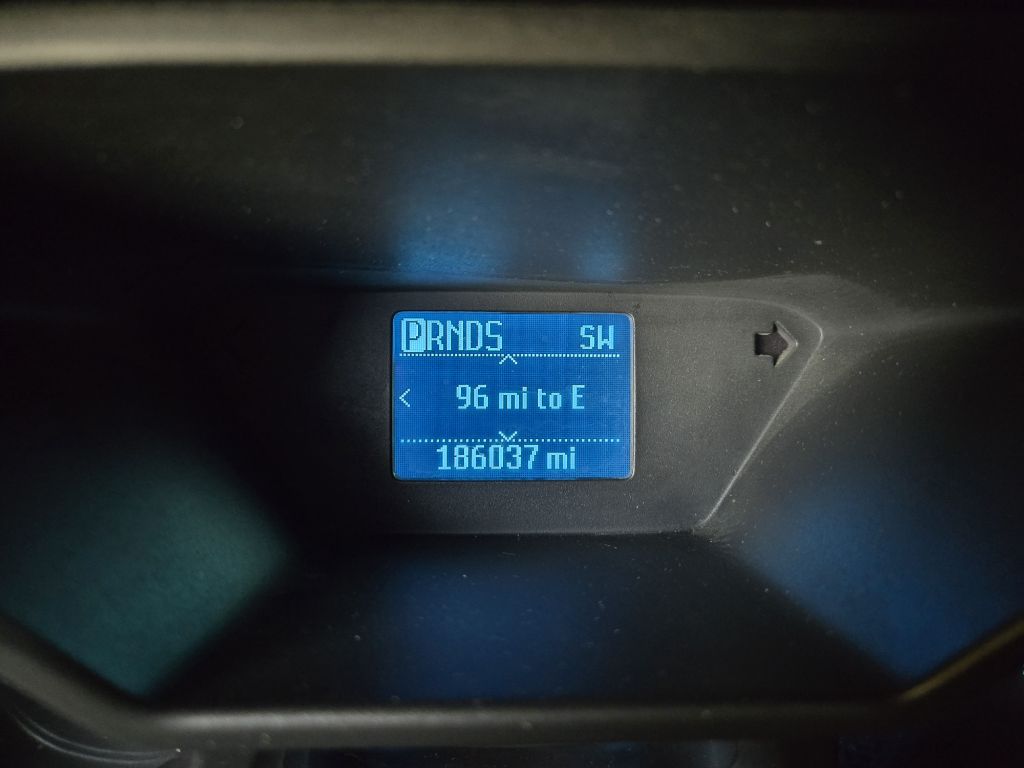 PRNDS SW
96 mi to E
186037 mi